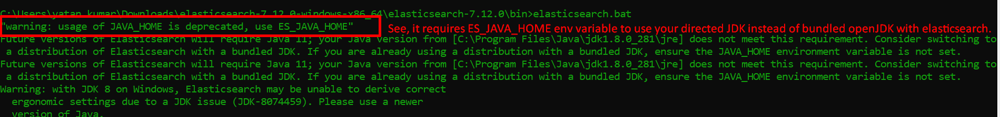 C:\Users\yatan_kumar\Downloads\elasticsearch-7.12.0-windows-x86_64\elasticsearch-7.12.0\bin>elasticsearch.bat
"warning: usage of JAVA_HOME is deprecated, use ES_JAVA_HOME" See, it requires ES_JAVA_HOME env variable to use your directed JDK instead of bundled openJDK with elasticsearch.
Future versions of Elasticsearch will require Java 11; your Java version from [C:\Program Files\Java\jdk1.8.0_281\jre] does not meet this requirement. Consider switching to
a distribution of Elasticsearch with a bundled JDK. If you are already using a distribution with a bundled JDK, ensure the JAVA_HOME environment variable is not set.
Future versions of Elasticsearch will require Java 11; your Java version from [C:\Program Files\Java\jdk1.8.0_281\jre] does not meet this requirement. Consider switching to
a distribution of Elasticsearch with a bundled JDK. If you are already using a distribution with a bundled JDK, ensure the JAVA_HOME environment variable is not set.
Warning: with JDK 8 on Windows, Elasticsearch may be unable to derive correct
ergonomic settings due to a JDK issue (JDK-8074459). Please use a newer
version of Java.